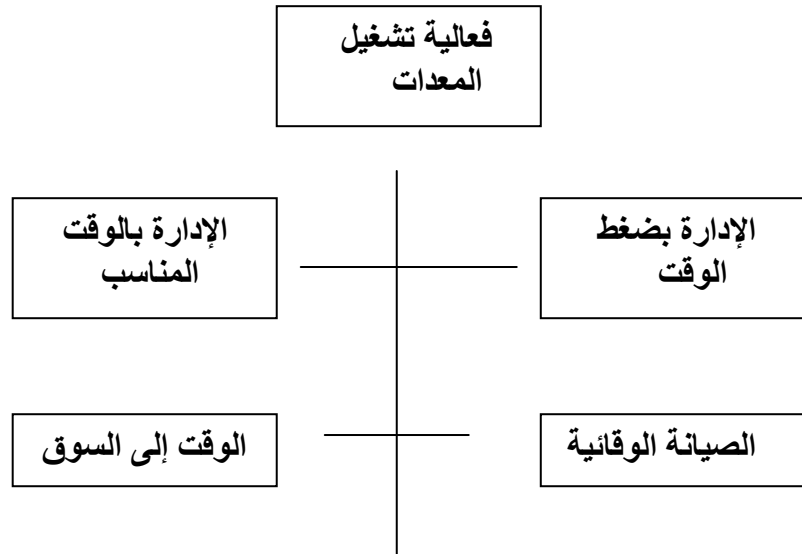 فعالية تشغيل
المعدات
الإدارة بضغط
الوقت
الإدارة بالوقت
المناسب
الصيانة الوقائية
الوقت إلى السوق